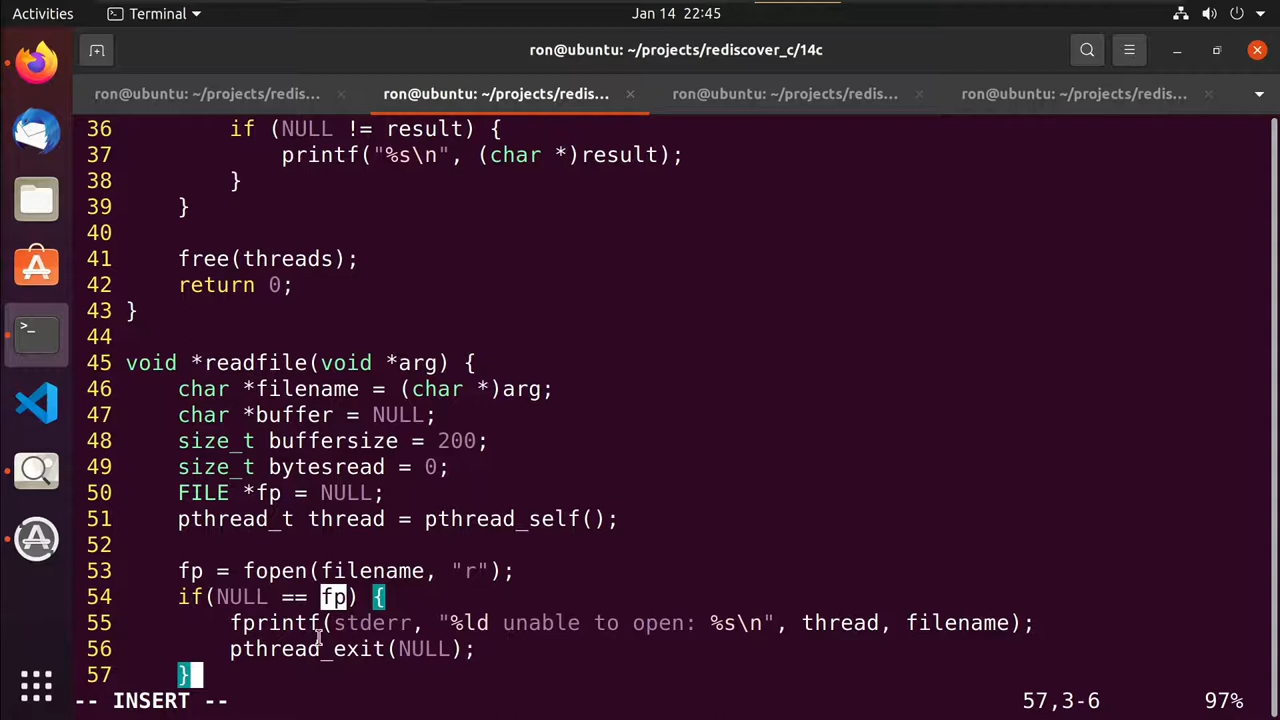 Activities
Terminal
Jan 14 22:45
ron@ubuntu: ~/projects/rediscover_c/14c
ron@ubuntu: ~/projects/redis...
ron@ubuntu: ~/projects/redis...
ron@ubuntu: ~/projects/redis...
ron@ubuntu: ~/projects/redis...
36 if (NULL != result) {
37 printf("%s\n", (char *)result);
38 }
39 }
40
41 free(threads);
42 return 0;
43 }
44
45 void *readfile(void *arg) {
46 char *filename = (char *)arg;
47 char *buffer = NULL;
48 size_t buffersize = 200;
49 size_t bytesread = 0;
50 FILE *fp = NULL;
51 pthread_t thread = pthread_self();
52
53 fp = fopen(filename, "r");
54 if(NULL == fp) {
55 fprintf(stderr, "%ld unable to open: %s\n", thread, filename);
56 pthread_exit(NULL);
57 }
-- INSERT -- 57,3-6 97%